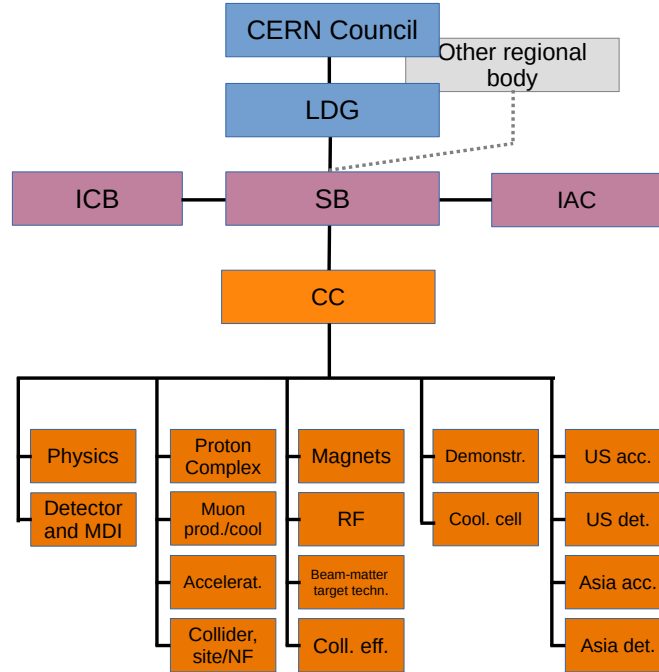 CERN Council
Other regional
body
LDG
ICB
SB
IAC
CC
Physics
Detector
and MDI
Proton
Complex
Muon
prod./cool
Accelerat.
Collider,
site/NF
Magnets
RF
Beam-matter
target techn.
Coll. eff.
Demonstr.
Cool. cell
US acc.
US det.
Asia acc.
Asia det.